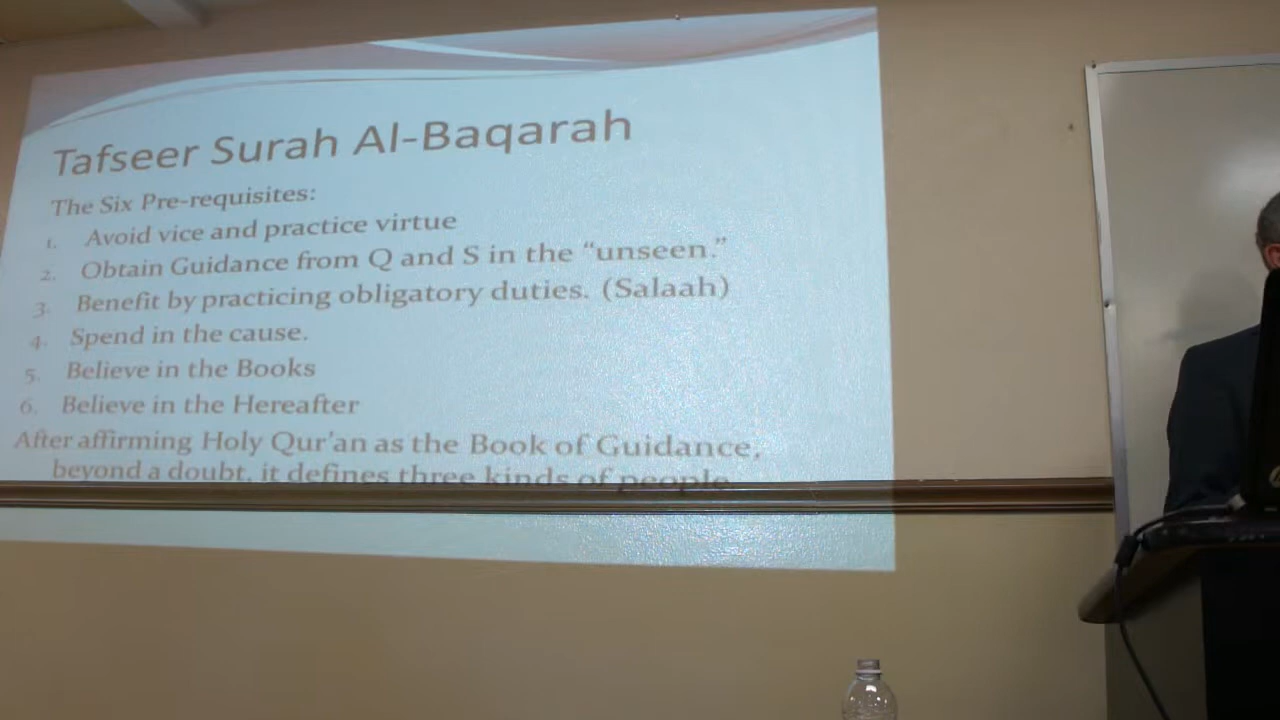 Tafseer Surah Al-Baqarah
The Six Pre-requisites:
1. Avoid vice and practice virtue
2. Obtain Guidance from Q and S in the “unseen.”
3. Benefit by practicing obligatory duties. (Salaah)
4. Spend in the cause.
5. Believe in the Books
6. Believe in the Hereafter
After affirming Holy Qur’an as the Book of Guidance,
beyond a doubt, it defines three kinds of people